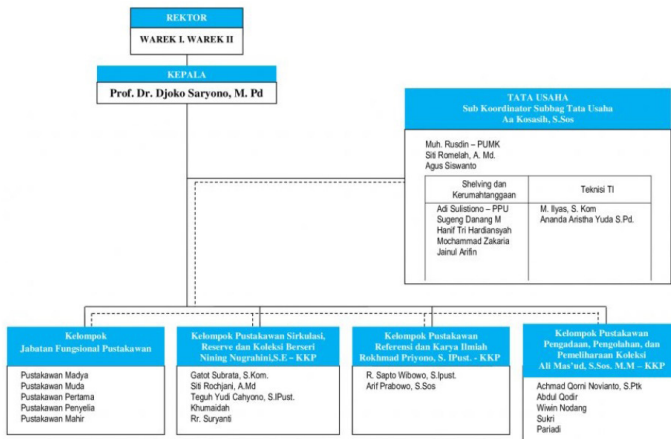 REKTOR
WAREK I. WAREK II
KEPALA
Prof. Dr. Djoko Saryono, M. Pd
TATA USAHA
Sub Koordinator Subbag Tata Usaha
Aa Kosasih, S.Sos
Muh. Rusdin – PUMK
Siti Romelah, A. Md.
Agus Siswanto
Shelving dan
Kerumahtanggaan
Adi Sulistiono – PPU
Sugeng Danang M
Hanif Tri Hardiansyah
Mochammad Zakaria
Jainul Arifin
Teknisi TI
M. Ilyas, S. Kom
Ananda Aristha Yuda S.Pd.
Kelompok
Jabatan Fungsional Pustakawan
Pustakawan Madya
Pustakawan Muda
Pustakawan Pertama
Pustakawan Penyelia
Pustakawan Mahir
Kelompok Pustakawan Sirkulasi,
Reserve dan Koleksi Berseri
Nining Nugrahini,S.E – KKP
Gatot Subrata, S.Kom.
Siti Rochjani, A.Md
Teguh Yudi Cahyono, S.IPust.
Khumaidah
Rr. Suryanti
Kelompok Pustakawan
Referensi dan Karya Ilmiah
Rokhmad Priyono, S. IPust. - KKP
R. Sapto Wibowo, S.Ipust.
Arif Prabowo, S.Sos
Kelompok Pustakawan
Pengadaan, Pengolahan, dan
Pemeliharaan Koleksi
Ali Mas'ud, S.Sos. M.M – KKP
Achmad Qorni Novianto, S.Ptk
Abdul Qodir
Wiwin Nodang
Sukri
Pariadi